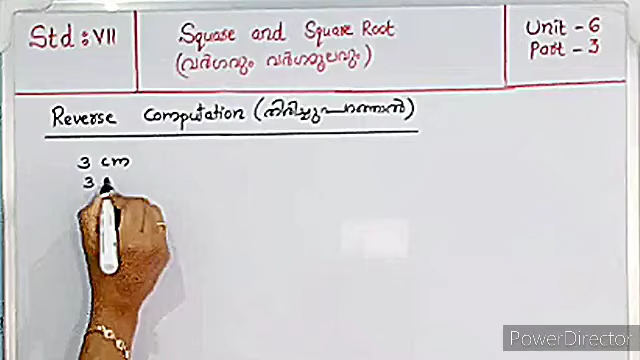 Std : VII
Square and Square Root
(വർഗവും വർഗമൂലവും)
Unit - 6
Part - 3
Reverse Computation (തിരിച്ചുപറഞ്ഞാൽ)
3 cm
3
PowerDirector